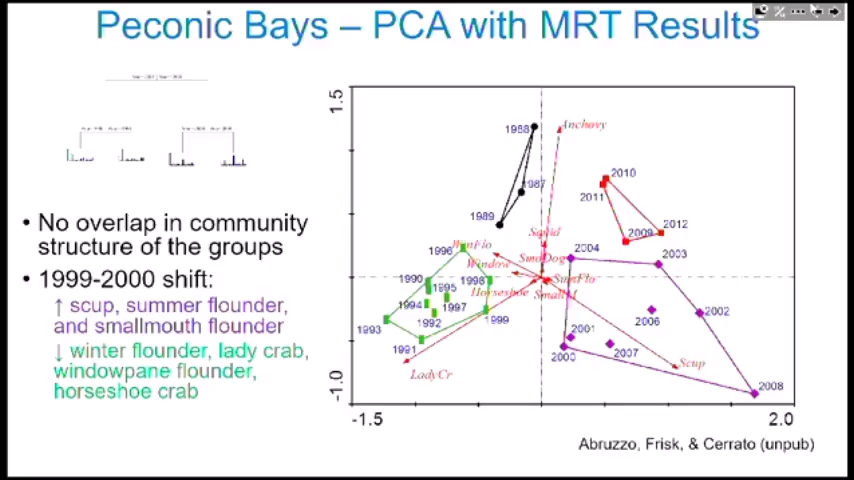 Peconic Bays – PCA with MRT Results
• No overlap in community
structure of the groups
• 1999-2000 shift:
↑ scup, summer flounder,
and smallmouth flounder
↓ winter flounder, lady crab,
windowpane flounder,
horseshoe crab
1.5
1988
Anchovy
1987
2010
2011
1989
Squid
2012
2009
1996
WinFlo
2004
2003
SmoDog
Window
1990
1998
1995
SumFlo
Horseshoe
1994
1997
1999
2002
2006
1993
1992
2001
1991
2000
2007
Scup
LadyCr
2008
-1.0
-1.5
2.0
Abruzzo, Frisk, & Cerrato (unpub)